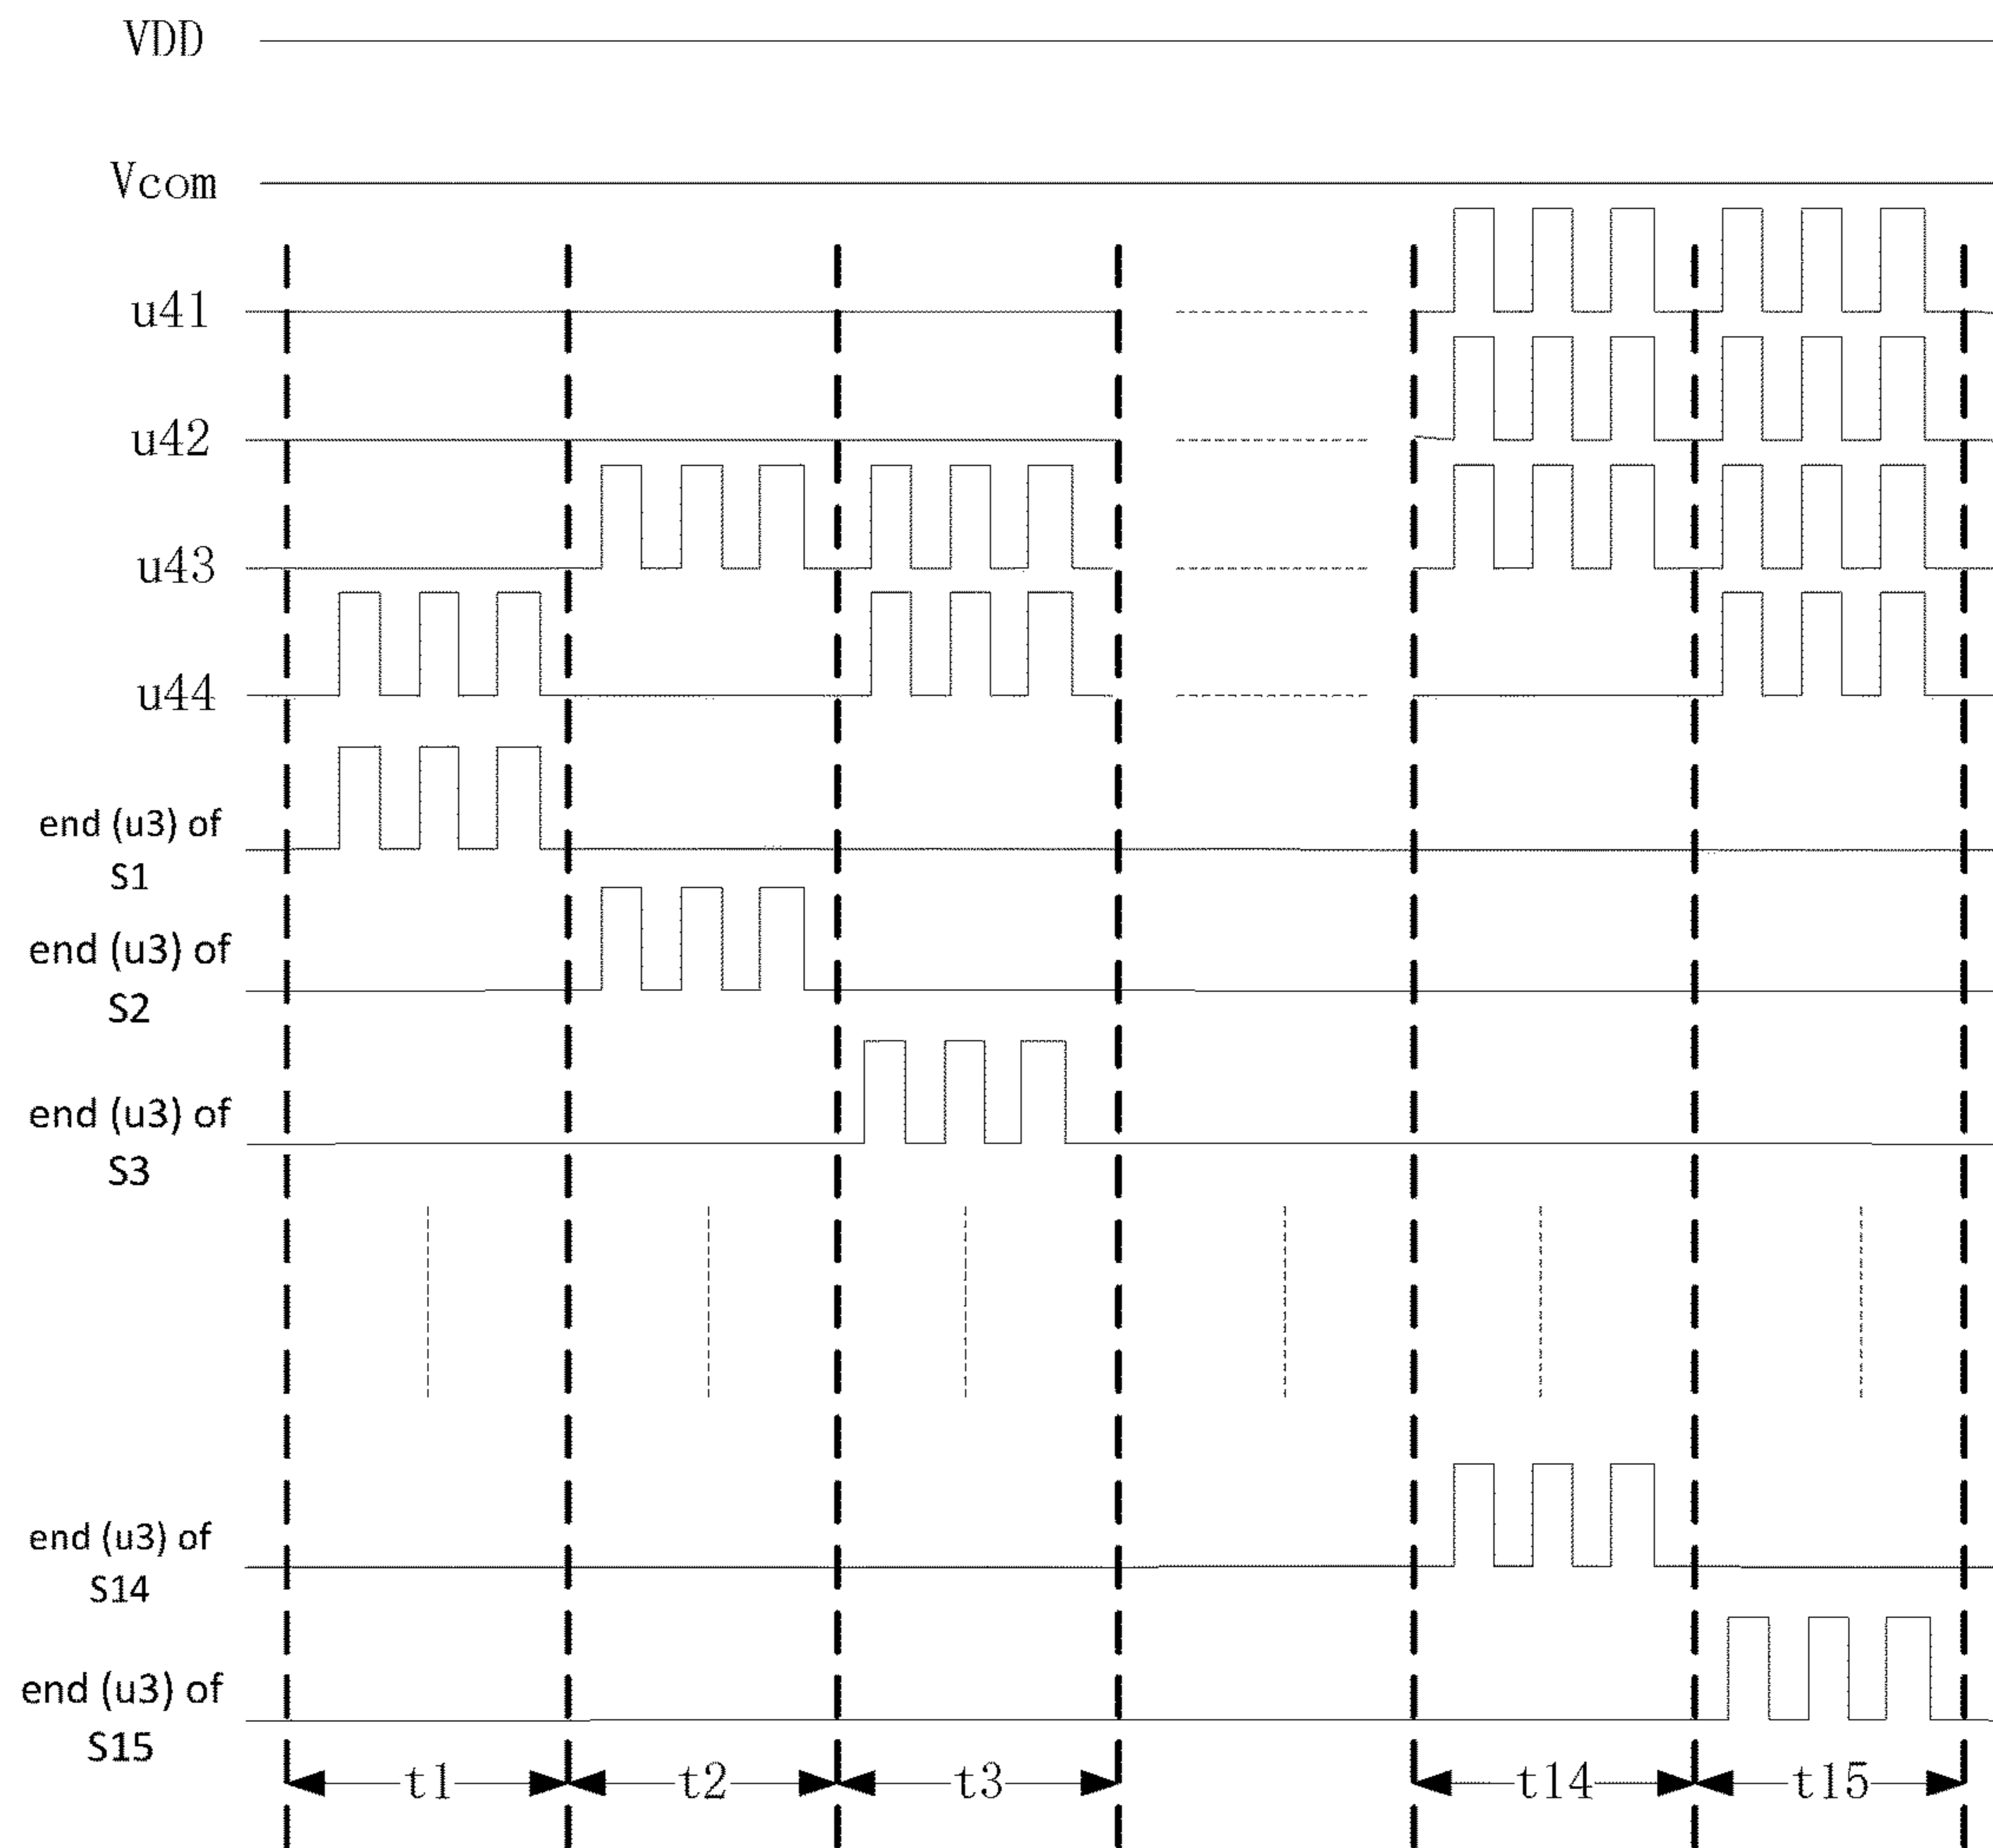 VDD
Vcom
u41
u42
u43
u44
end (u3) of
S1
end (u3) of
S2
end (u3) of
S3
end (u3) of
S14
end (u3) of
S15
t1 t2 t3 t14 t15